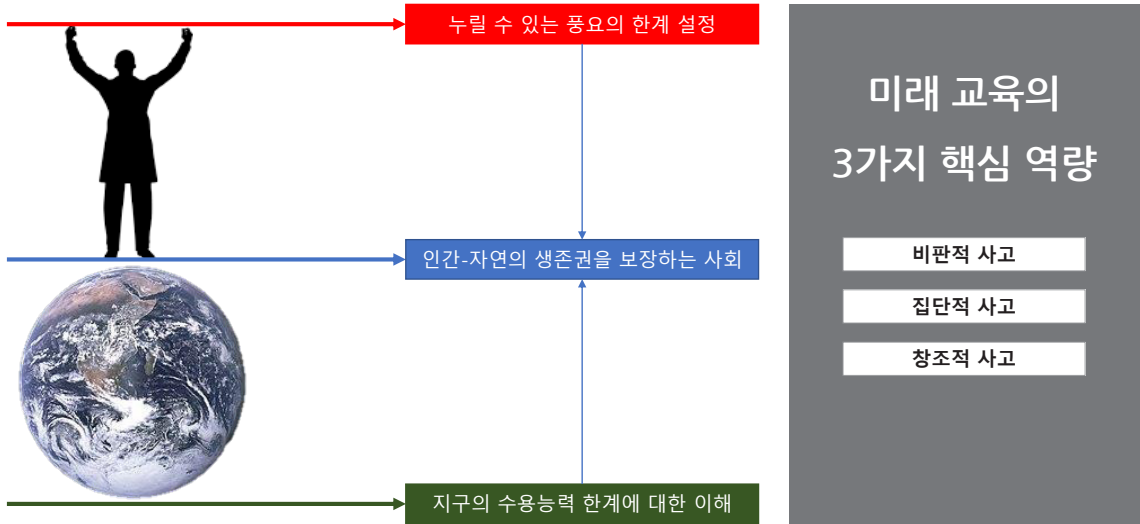 누릴 수 있는 풍요의 한계 설정
인간-자연의 생존권을 보장하는 사회
지구의 수용능력 한계에 대한 이해
미래 교육의
3가지 핵심 역량
비판적 사고
집단적 사고
창조적 사고